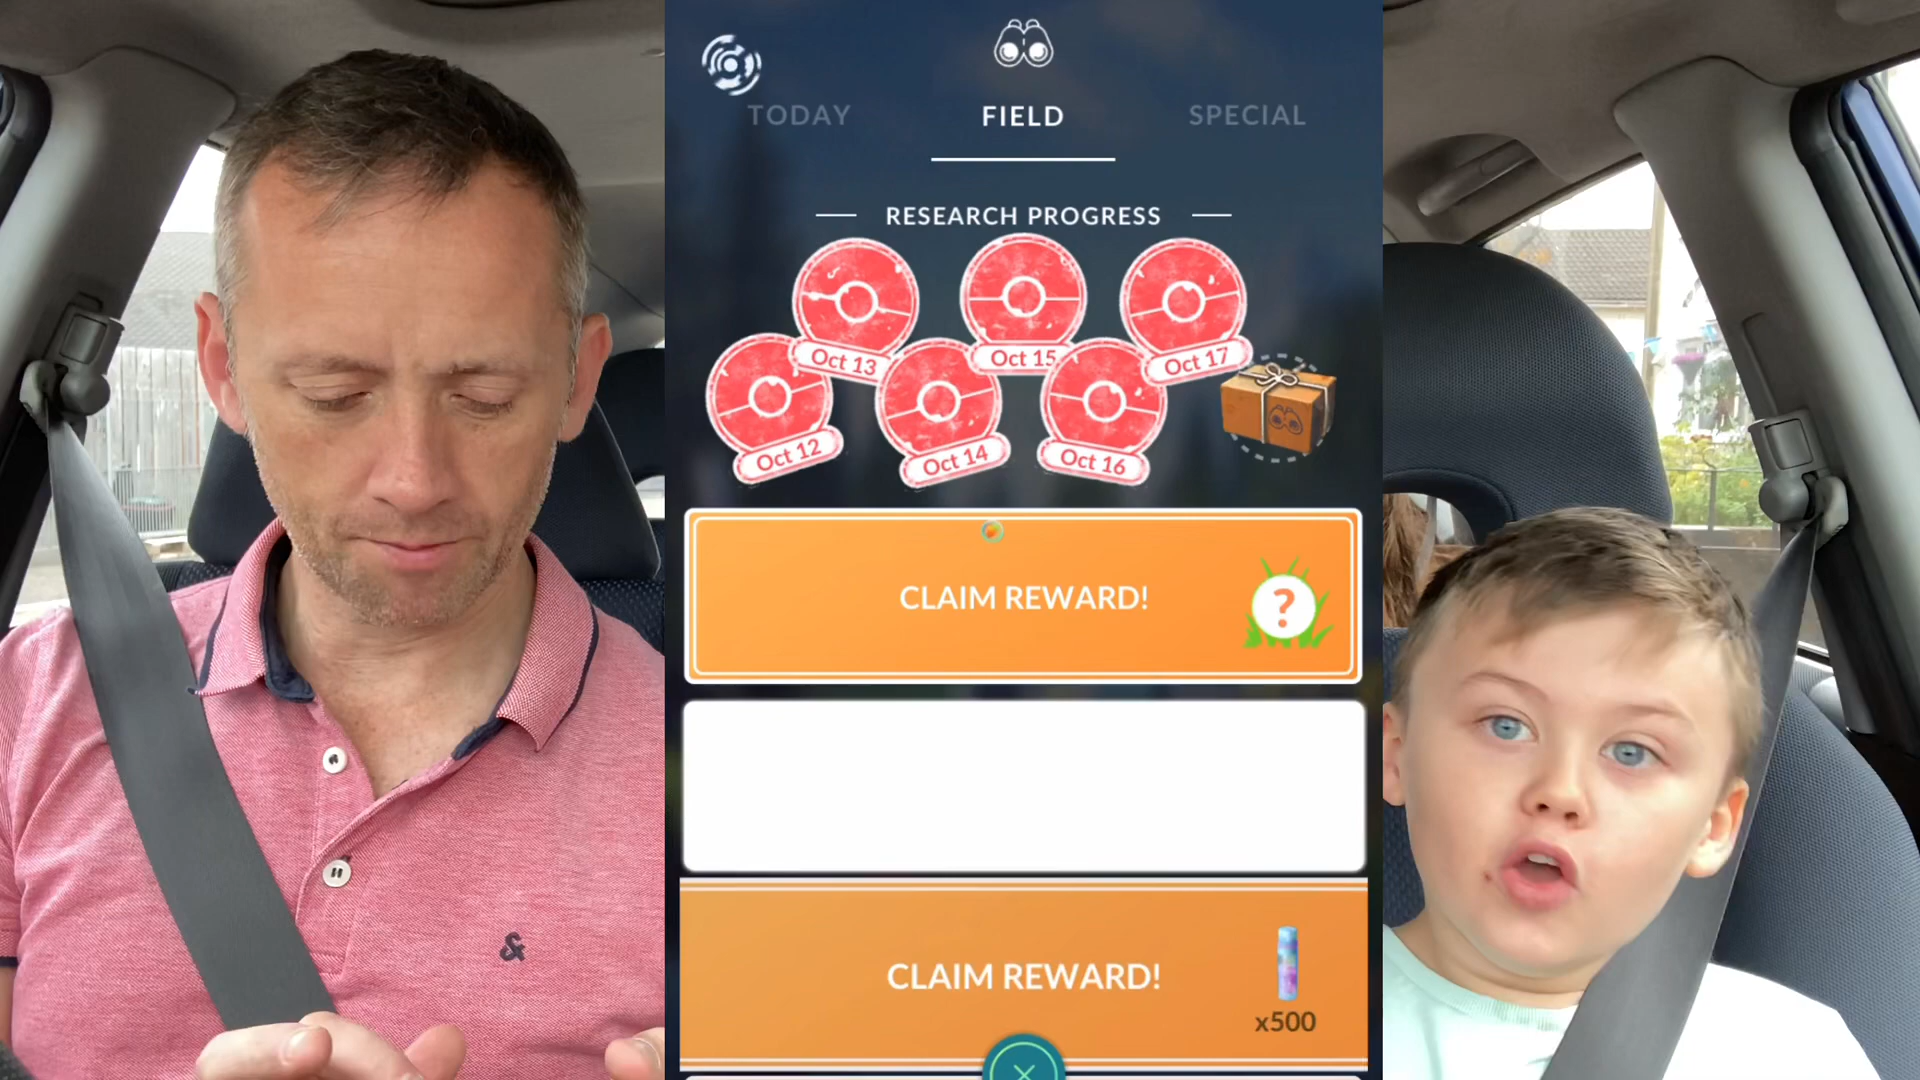 TODAY
FIELD
SPECIAL
RESEARCH PROGRESS
Oct 13
Oct 15
Oct 17
Oct 12
Oct 14
Oct 16
CLAIM REWARD!
?
CLAIM REWARD!
x500
&